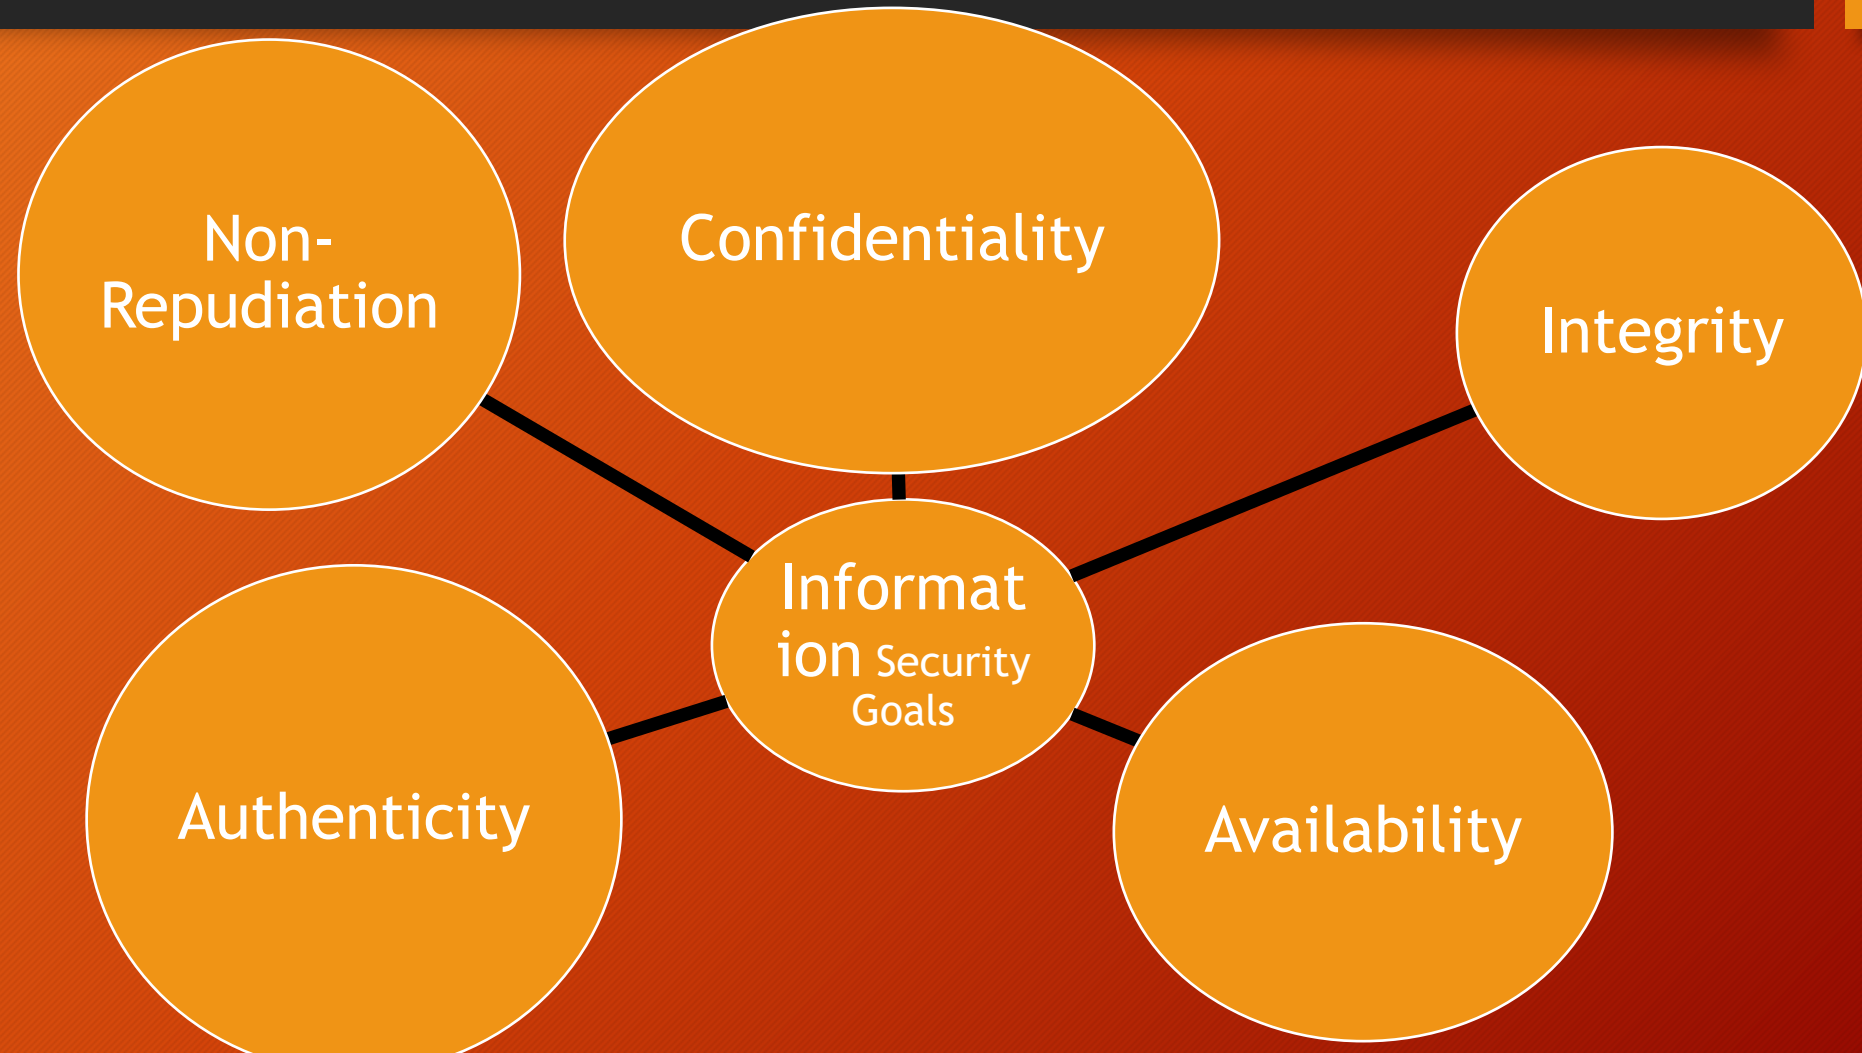 Non-
Repudiation
Confidentiality
Integrity
Informat
ion Security
Goals
Authenticity
Availability